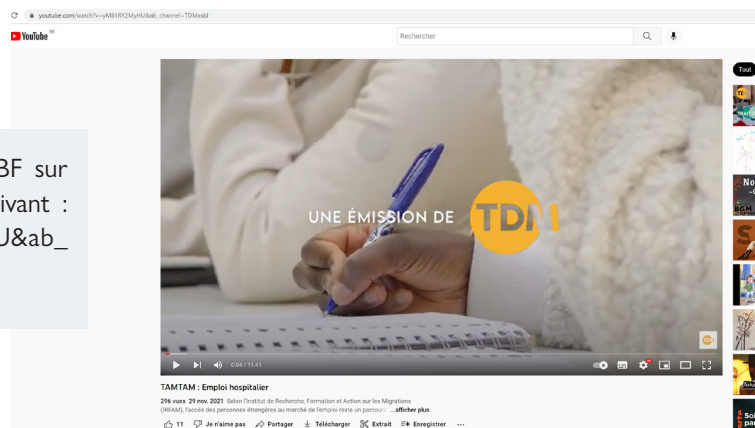 youtube.com/watch?v=yM81RY2MyHU&ab_channel=TDMasbl
YouTube BE
Rechercher
Tout
BF sur
ivant :
U&ab_
UNE ÉMISSION DE TDM
0:04 / 11:41
TAMTAM : Emploi hospitalier
296 vues 29 nov. 2021 Selon l'Institut de Recherche, Formation et Action sur les Migrations
(IRFAM), l'accès des personnes étrangères au marché de l'emploi reste un parcours ...afficher plus
11 Je n'aime pas Partager Télécharger Extrait Enregistrer ...